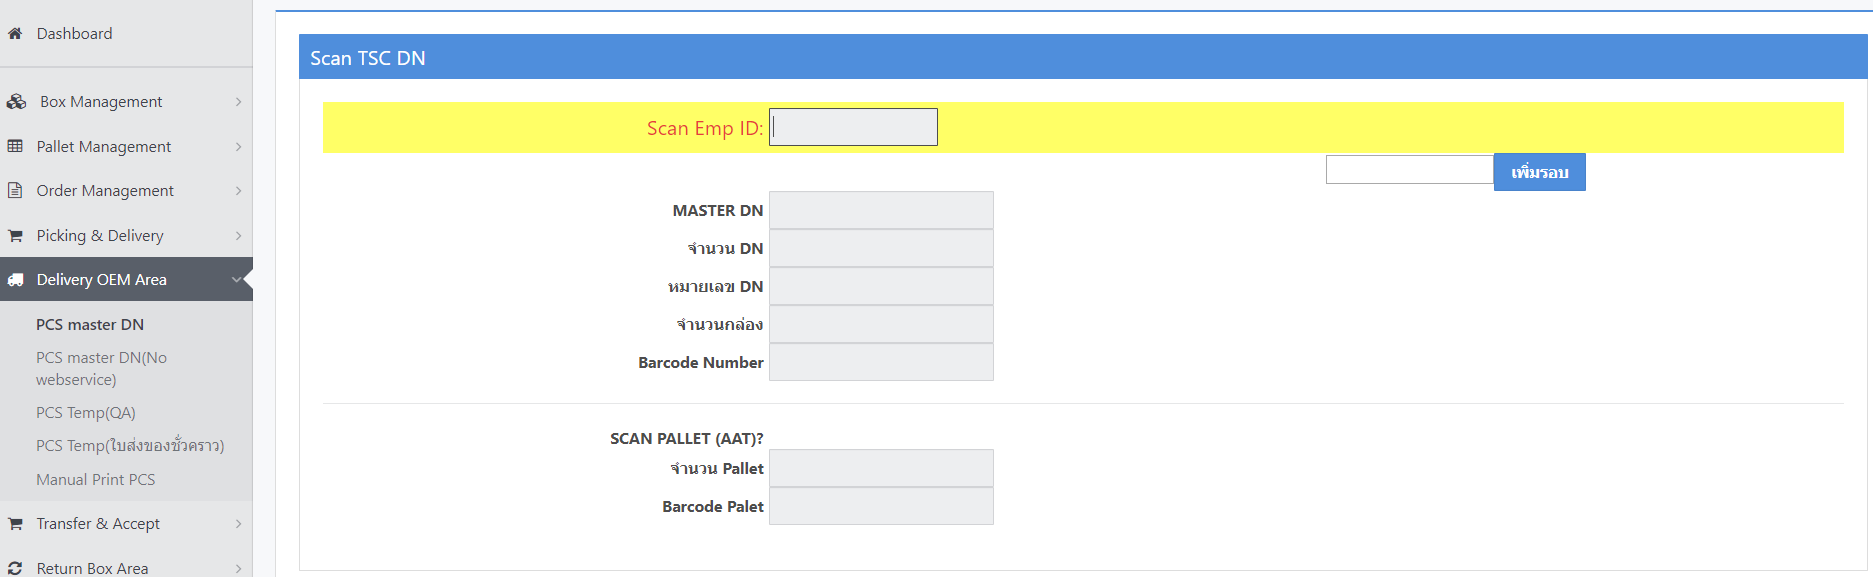 Dashboard
Box Management
Pallet Management
Order Management
Picking & Delivery
Delivery OEM Area
PCS master DN
PCS master DN(No
webservice)
PCS Temp(QA)
PCS Temp(ใบส่งของชั่วคราว)
Manual Print PCS
Transfer & Accept
Return Box Area
Scan TSC DN
Scan Emp ID:
เพิ่มรอบ
MASTER DN
จำนวน DN
หมายเลข DN
จำนวนกล่อง
Barcode Number
SCAN PALLET (AAT)?
จำนวน Pallet
Barcode Palet